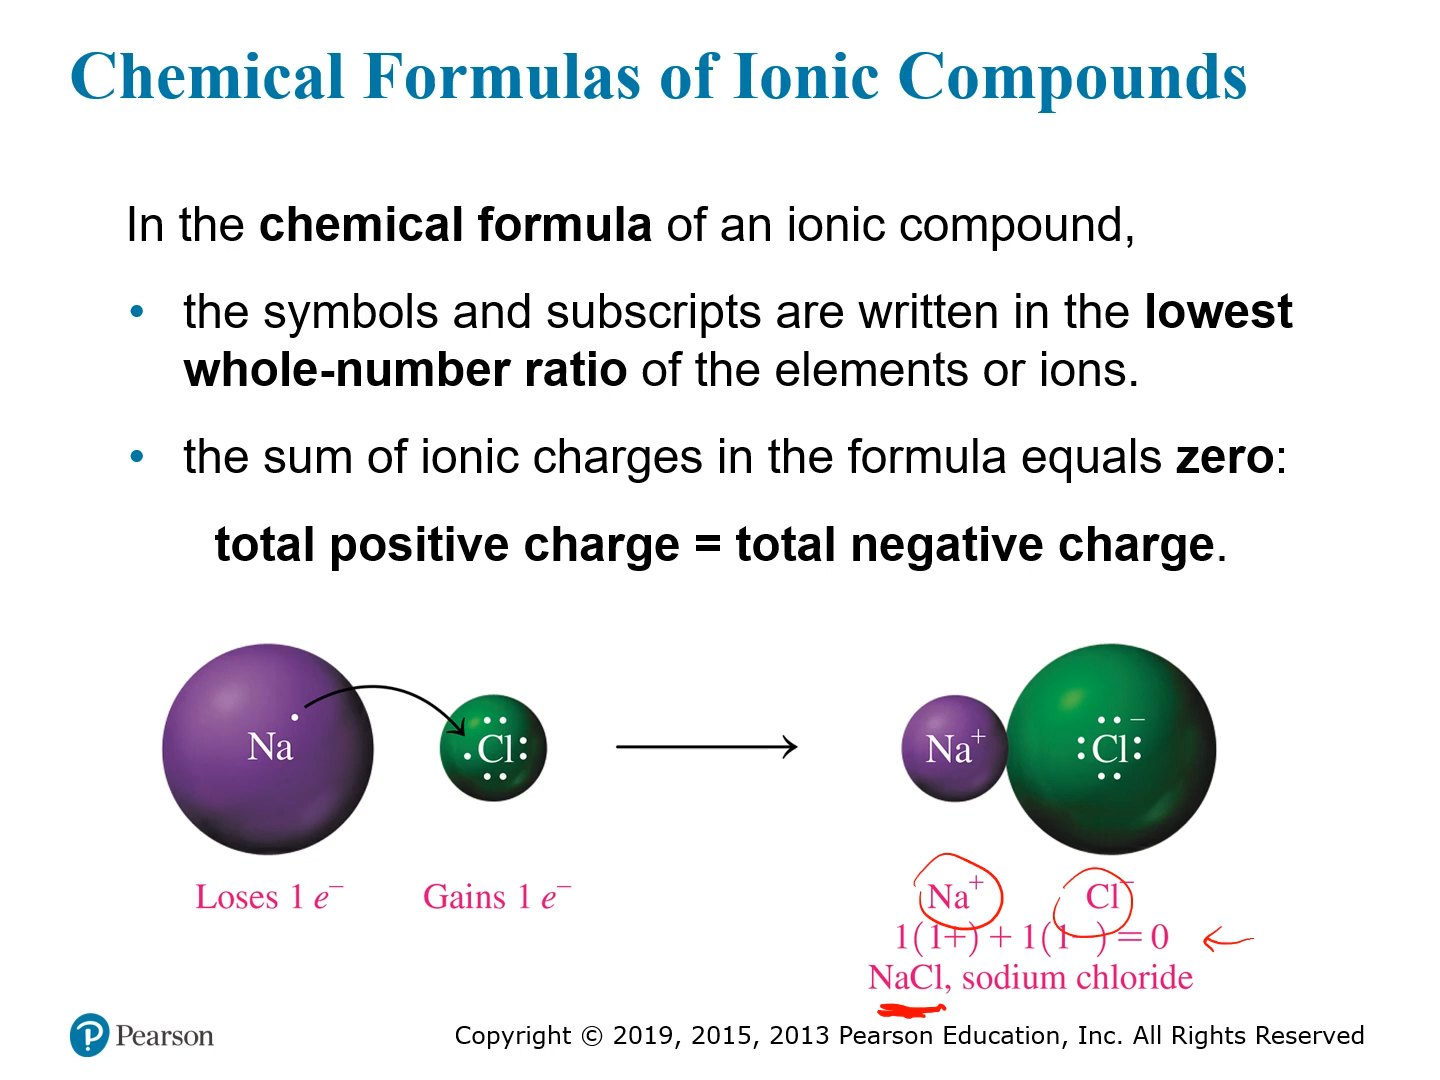 Chemical Formulas of Ionic Compounds
In the chemical formula of an ionic compound,
• the symbols and subscripts are written in the lowest
whole-number ratio of the elements or ions.
• the sum of ionic charges in the formula equals zero:
total positive charge = total negative charge.
Na· ·Cl: Na⁺ :Cl:⁻
Loses 1 e⁻ Gains 1 e⁻ Na⁺ Cl⁻
1(1+) + 1(1−) = 0
NaCl, sodium chloride
Pearson Copyright © 2019, 2015, 2013 Pearson Education, Inc. All Rights Reserved